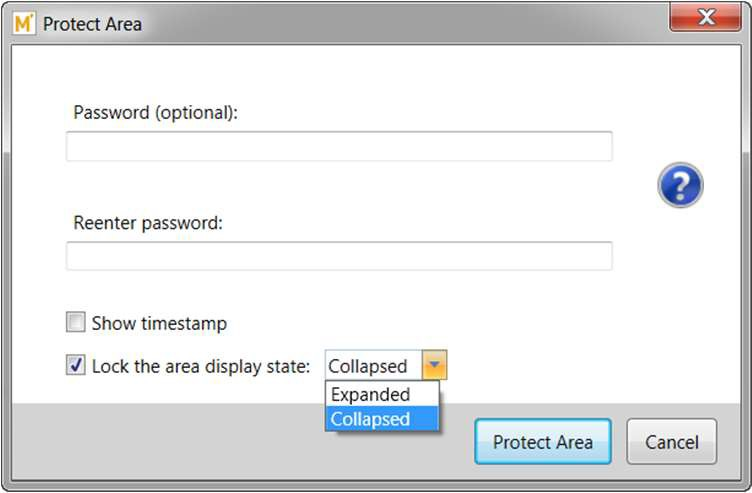 M Protect Area
Password (optional):
?
Reenter password:
Show timestamp
Lock the area display state: Collapsed
Expanded
Collapsed
Protect Area Cancel